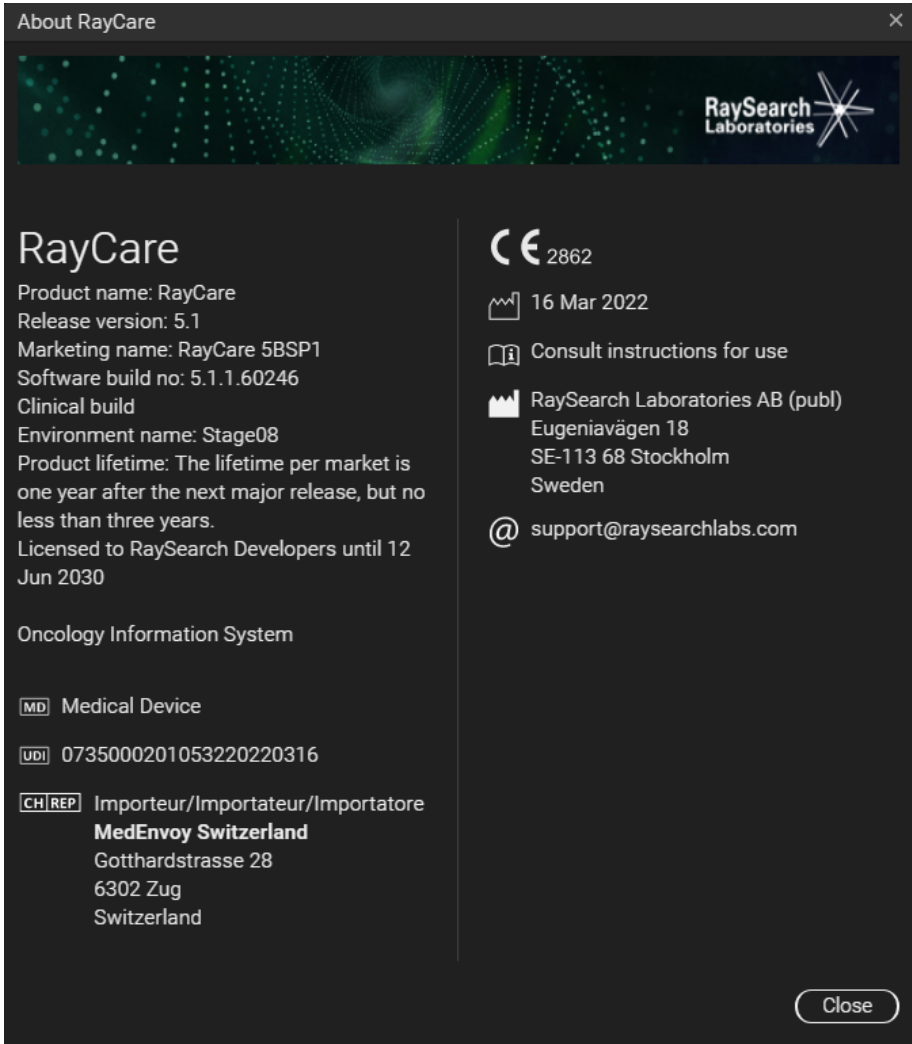 About RayCare
RaySearch
Laboratories
RayCare
Product name: RayCare
Release version: 5.1
Marketing name: RayCare 5BSP1
Software build no: 5.1.1.60246
Clinical build
Environment name: Stage08
Product lifetime: The lifetime per market is
one year after the next major release, but no
less than three years.
Licensed to RaySearch Developers until 12
Jun 2030
Oncology Information System
MD Medical Device
UDI 0735000201053220220316
CH REP Importeur/Importateur/Importatore
MedEnvoy Switzerland
Gotthardstrasse 28
6302 Zug
Switzerland
CE 2862
16 Mar 2022
Consult instructions for use
RaySearch Laboratories AB (publ)
Eugeniavägen 18
SE-113 68 Stockholm
Sweden
@ support@raysearchlabs.com
Close